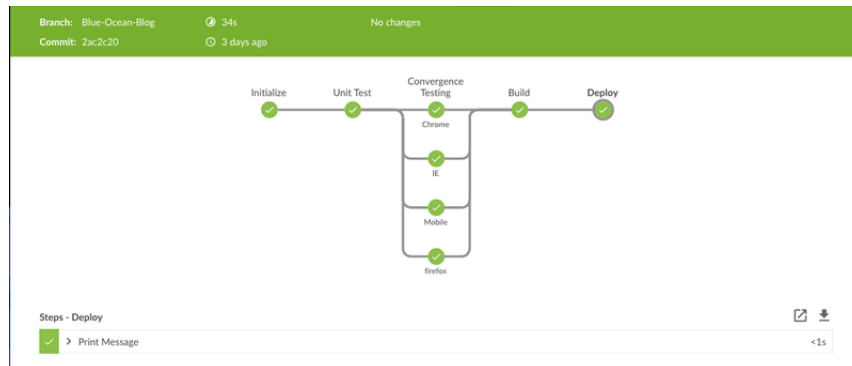 Branch: Blue-Ocean-Blog 34s No changes
Commit: 2ac2c20 3 days ago
Convergence
Initialize Unit Test Testing Build Deploy
Chrome
IE
Mobile
firefox
Steps - Deploy
Print Message <1s